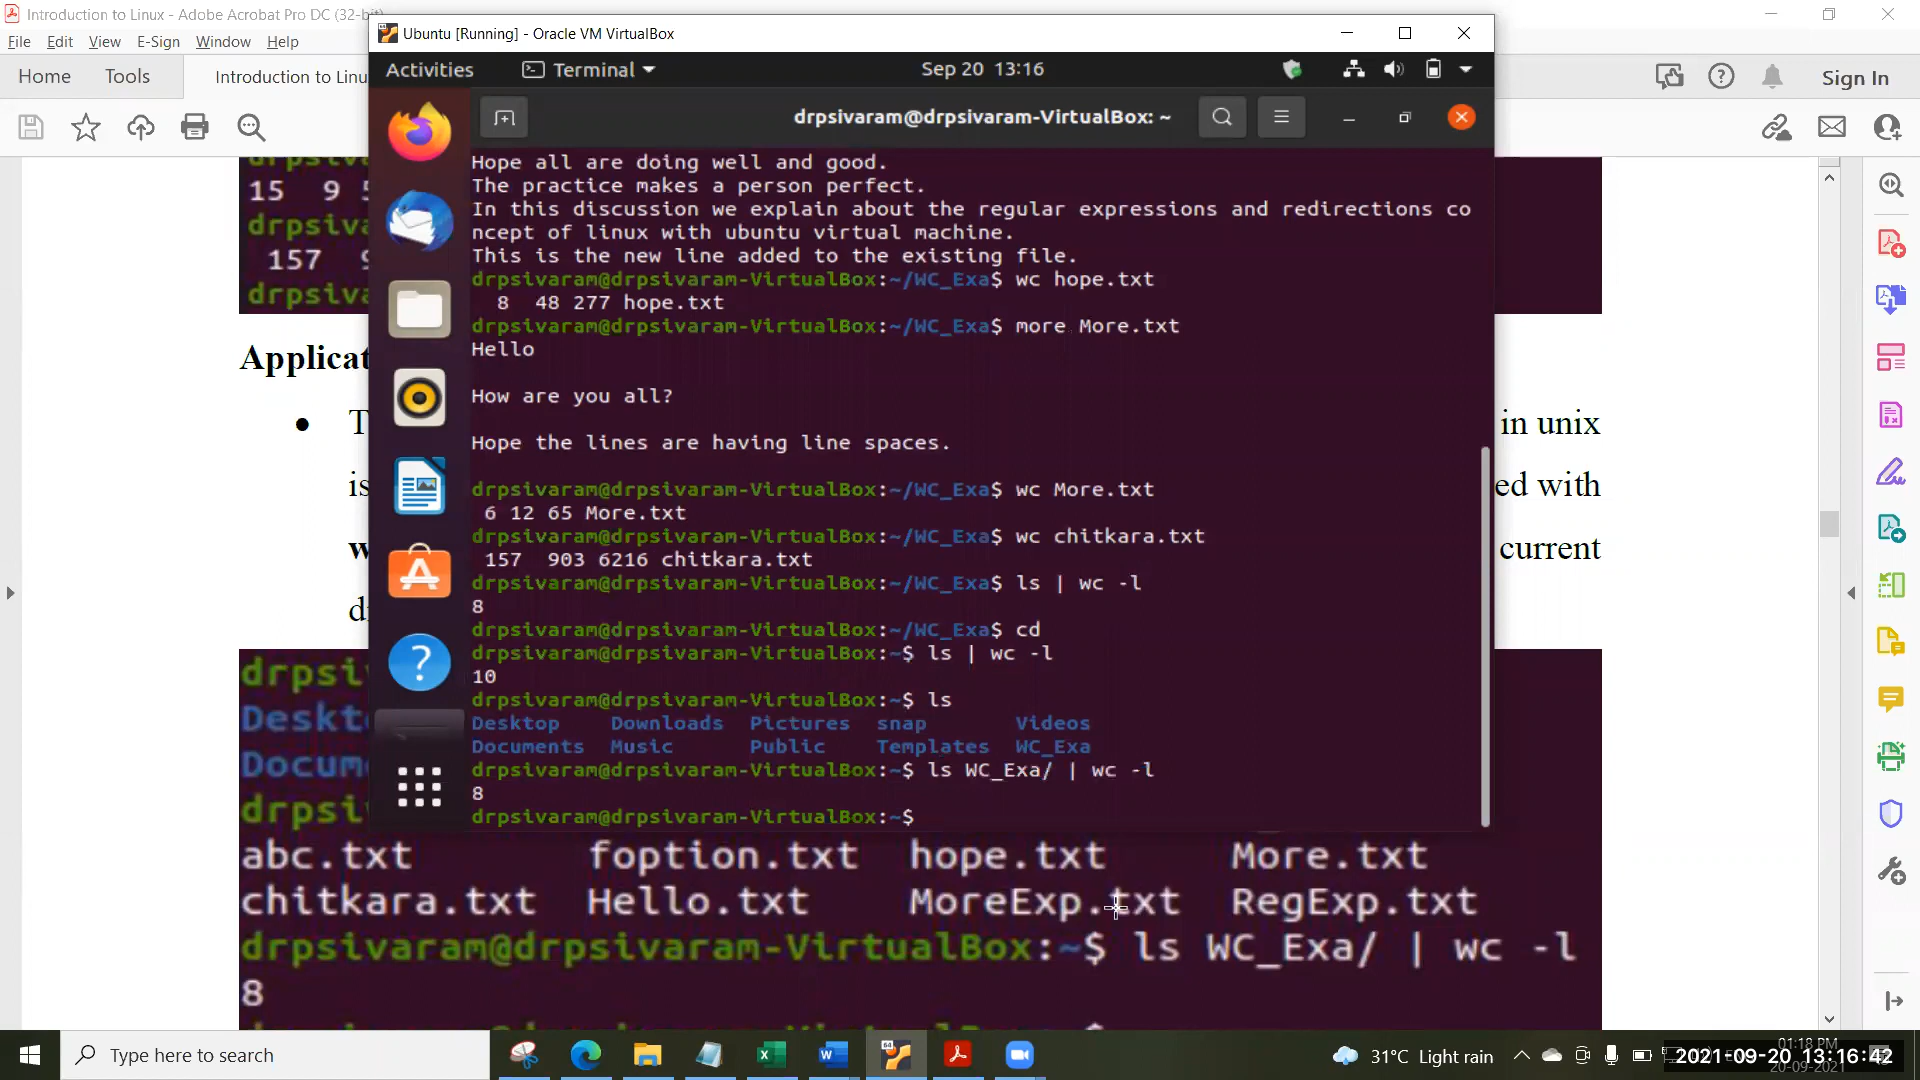 Introduction to Linux - Adobe Acrobat Pro DC (32-bit)
File Edit View E-Sign Window Help
Home Tools Introduction to Linu
Sign In
Ubuntu [Running] - Oracle VM VirtualBox
Activities Terminal Sep 20 13:16
drpsivaram@drpsivaram-VirtualBox: ~
Hope all are doing well and good.
The practice makes a person perfect.
In this discussion we explain about the regular expressions and redirections co
ncept of linux with ubuntu virtual machine.
This is the new line added to the existing file.
drpsivaram@drpsivaram-VirtualBox:~/WC_Exa$ wc hope.txt
8 48 277 hope.txt
drpsivaram@drpsivaram-VirtualBox:~/WC_Exa$ more More.txt
Hello
How are you all?
Hope the lines are having line spaces.
drpsivaram@drpsivaram-VirtualBox:~/WC_Exa$ wc More.txt
6 12 65 More.txt
drpsivaram@drpsivaram-VirtualBox:~/WC_Exa$ wc chitkara.txt
157 903 6216 chitkara.txt
drpsivaram@drpsivaram-VirtualBox:~/WC_Exa$ ls | wc -l
8
drpsivaram@drpsivaram-VirtualBox:~/WC_Exa$ cd
drpsivaram@drpsivaram-VirtualBox:~$ ls | wc -l
10
drpsivaram@drpsivaram-VirtualBox:~$ ls
Desktop Downloads Pictures snap Videos
Documents Music Public Templates WC_Exa
drpsivaram@drpsivaram-VirtualBox:~$ ls WC_Exa/ | wc -l
8
drpsivaram@drpsivaram-VirtualBox:~$
15 9
drpsiva
157
drpsiva
Applicat
in unix
is ed with
current
drpsi
Deskt
Docum
drpsi
abc.txt foption.txt hope.txt More.txt
chitkara.txt Hello.txt MoreExp.txt RegExp.txt
drpsivaram@drpsivaram-VirtualBox:~$ ls WC_Exa/ | wc -l
8
Type here to search
31°C Light rain
01:18 PM
20-09-2021
2021-09-20 13:16:42